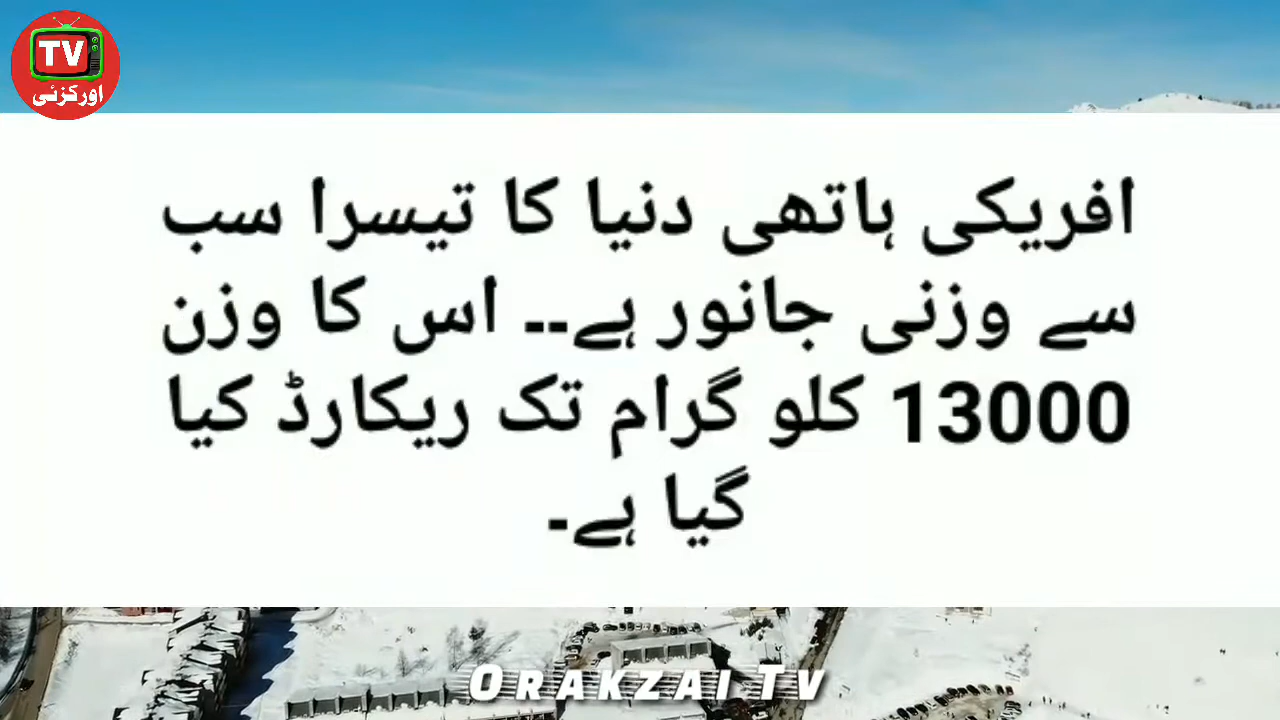 TV
اورکزئی
افریکی ہاتھی دنیا کا تیسرا سب
سے وزنی جانور ہے۔۔ اس کا وزن
13000 کلو گرام تک ریکارڈ کیا
گیا ہے۔
ORAKZAI TV